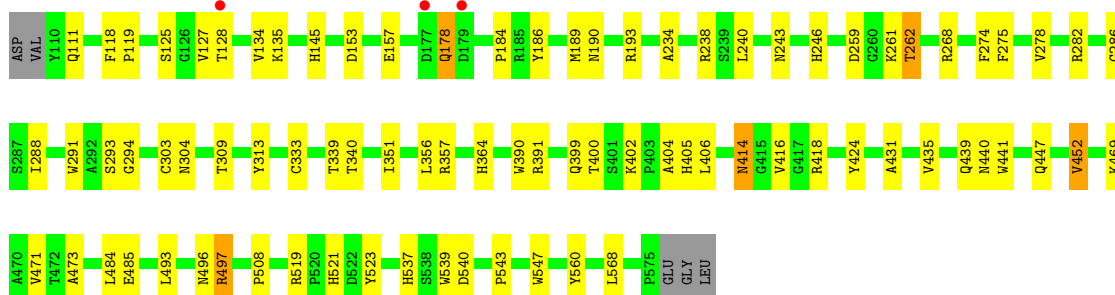 ASP VAL Y110 Q111 F118 P119 S125 G126 V127 T128 V134 K135 H145 D153 E157 D177 Q178 D179 P184 R185 Y186 M189 N190 R193 A234 R238 S239 L240 N243 H246 D259 G260 K261 T262 R268 F274 F275 V278 R282 G286
S287 I288 W291 A292 S293 G294 C303 N304 T309 Y313 C333 T339 T340 I351 L356 R357 H364 W390 R391 Q399 T400 S401 K402 P403 A404 H405 L406 N414 G415 V416 G417 R418 Y424 A431 V435 Q439 N440 W441 Q447 V452 K469
A470 V471 T472 A473 L484 E485 L493 N496 R497 P508 R519 P520 H521 D522 Y523 H537 S538 W539 D540 P543 W547 Y560 L568 P575 GLU GLY LEU